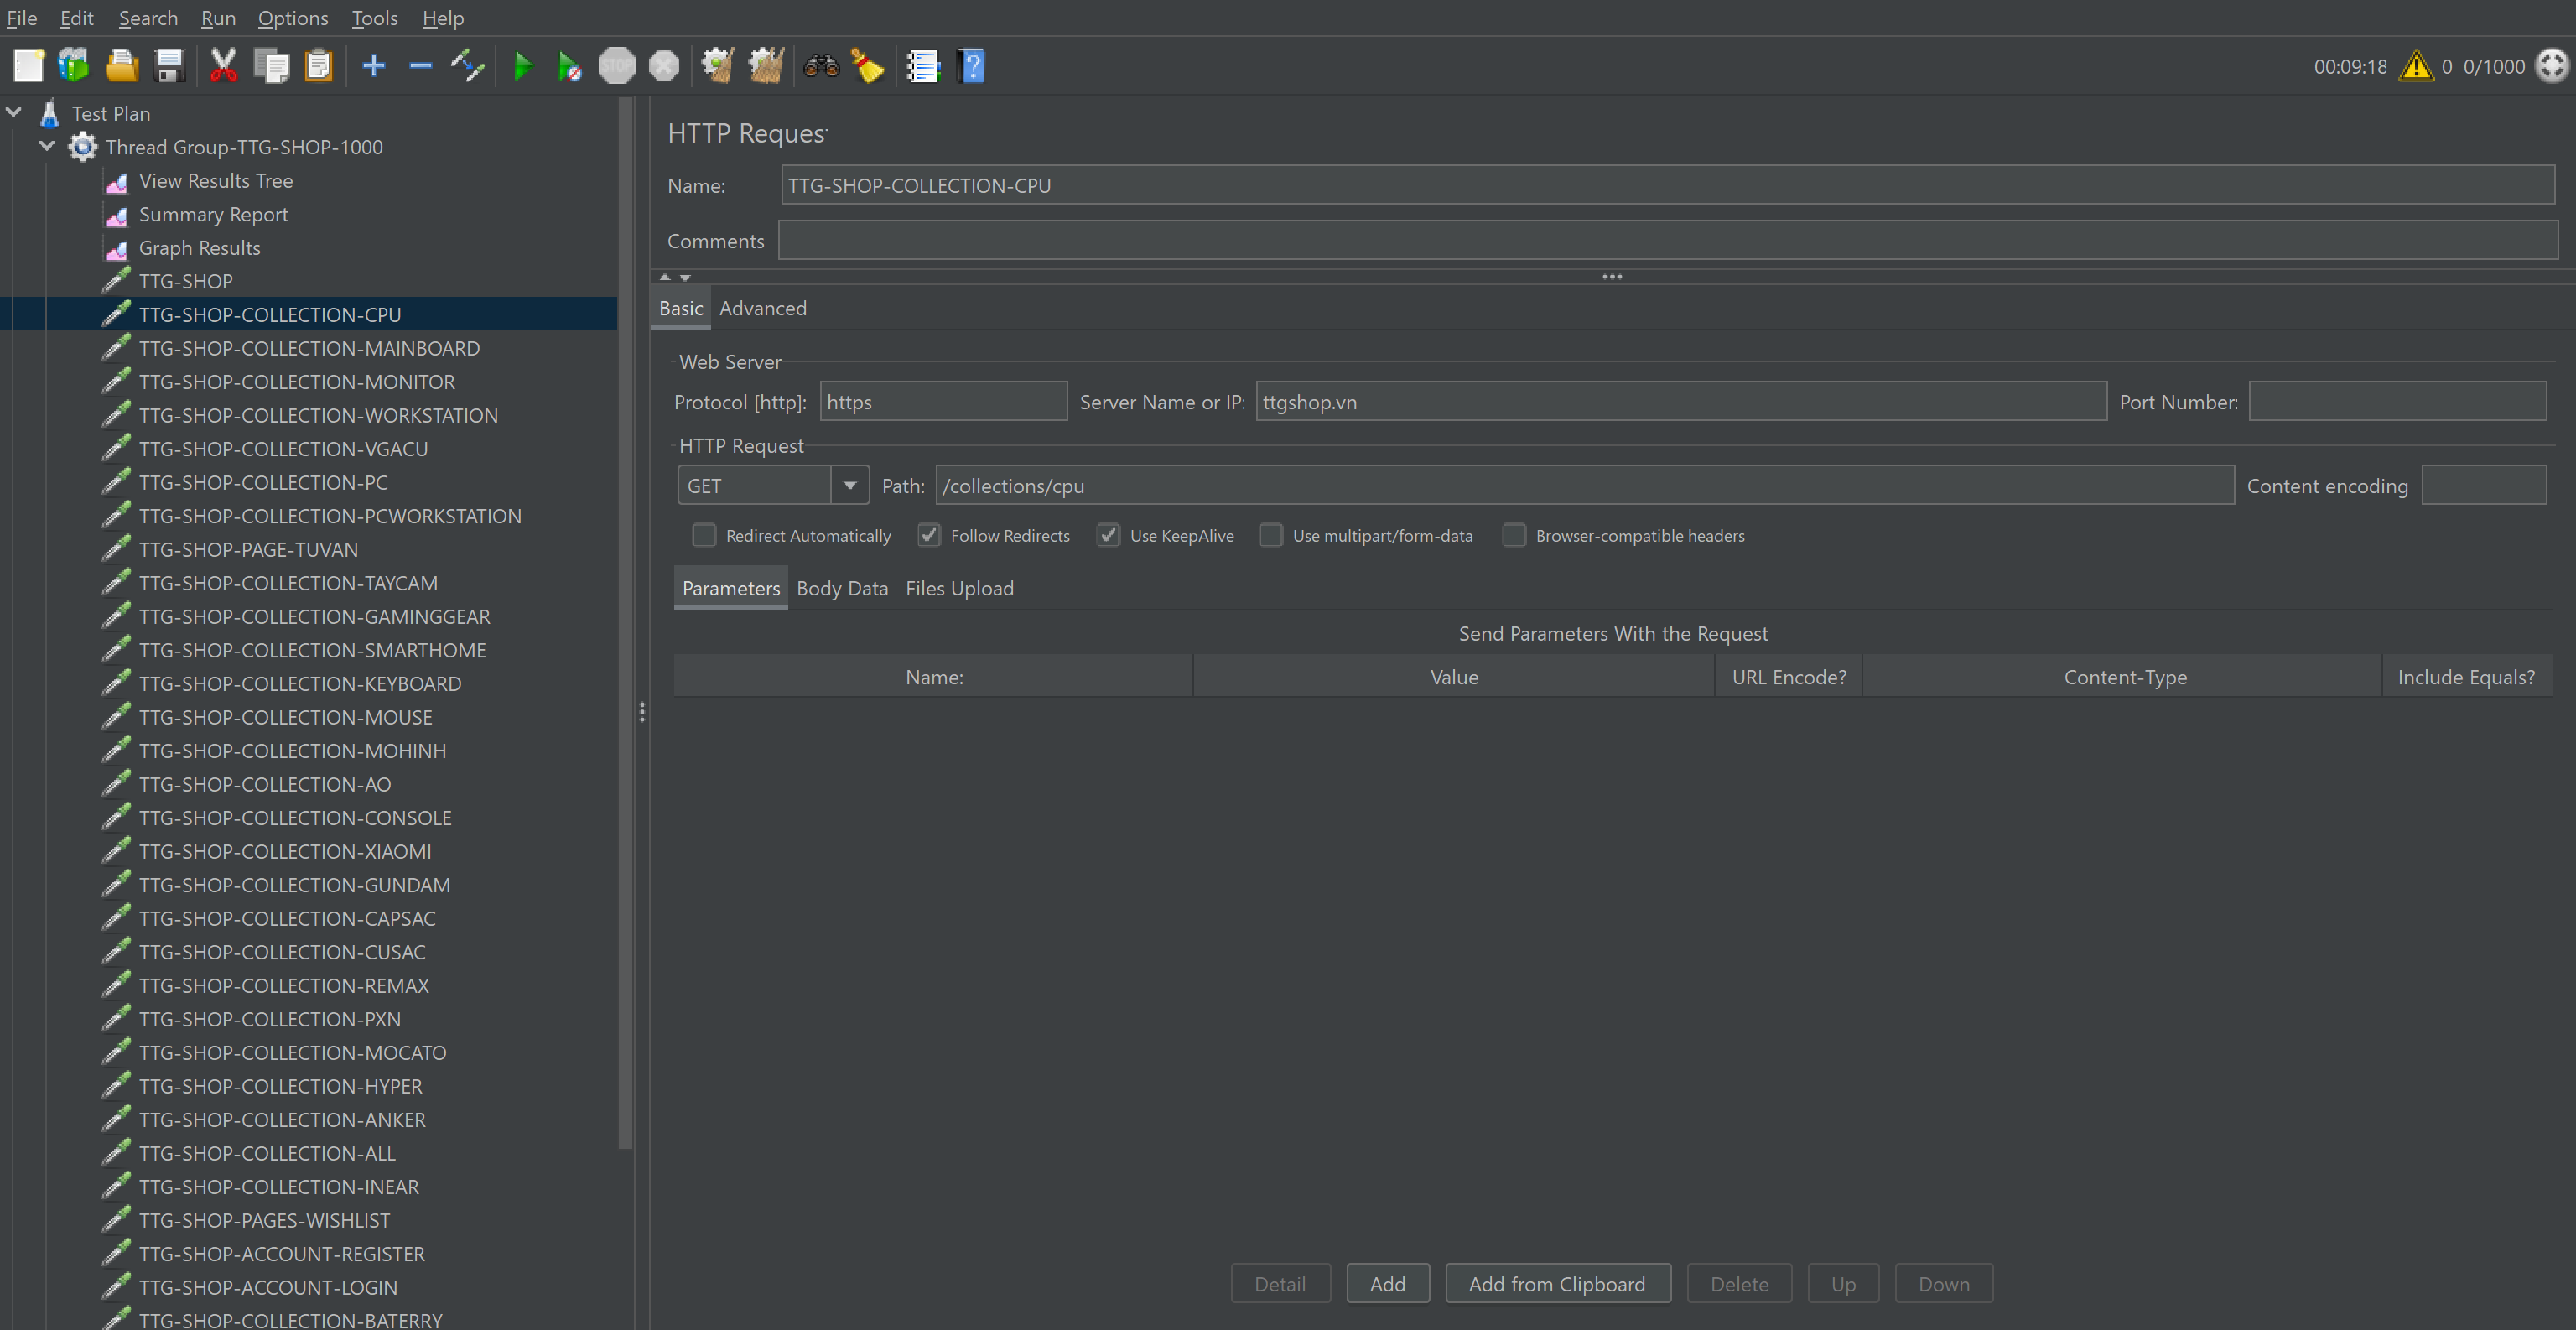 File Edit Search Run Options Tools Help
STOP
00:09:18 0 0/1000
Test Plan
Thread Group-TTG-SHOP-1000
View Results Tree
Summary Report
Graph Results
TTG-SHOP
TTG-SHOP-COLLECTION-CPU
TTG-SHOP-COLLECTION-MAINBOARD
TTG-SHOP-COLLECTION-MONITOR
TTG-SHOP-COLLECTION-WORKSTATION
TTG-SHOP-COLLECTION-VGACU
TTG-SHOP-COLLECTION-PC
TTG-SHOP-COLLECTION-PCWORKSTATION
TTG-SHOP-PAGE-TUVAN
TTG-SHOP-COLLECTION-TAYCAM
TTG-SHOP-COLLECTION-GAMINGGEAR
TTG-SHOP-COLLECTION-SMARTHOME
TTG-SHOP-COLLECTION-KEYBOARD
TTG-SHOP-COLLECTION-MOUSE
TTG-SHOP-COLLECTION-MOHINH
TTG-SHOP-COLLECTION-AO
TTG-SHOP-COLLECTION-CONSOLE
TTG-SHOP-COLLECTION-XIAOMI
TTG-SHOP-COLLECTION-GUNDAM
TTG-SHOP-COLLECTION-CAPSAC
TTG-SHOP-COLLECTION-CUSAC
TTG-SHOP-COLLECTION-REMAX
TTG-SHOP-COLLECTION-PXN
TTG-SHOP-COLLECTION-MOCATO
TTG-SHOP-COLLECTION-HYPER
TTG-SHOP-COLLECTION-ANKER
TTG-SHOP-COLLECTION-ALL
TTG-SHOP-COLLECTION-INEAR
TTG-SHOP-PAGES-WISHLIST
TTG-SHOP-ACCOUNT-REGISTER
TTG-SHOP-ACCOUNT-LOGIN
TTG-SHOP-COLLECTION-BATERRY
HTTP Request
Name: TTG-SHOP-COLLECTION-CPU
Comments:
Basic Advanced
Web Server
Protocol [http]: https Server Name or IP: ttgshop.vn Port Number:
HTTP Request
GET Path: /collections/cpu Content encoding
Redirect Automatically Follow Redirects Use KeepAlive Use multipart/form-data Browser-compatible headers
Parameters Body Data Files Upload
Send Parameters With the Request
Name: Value URL Encode? Content-Type Include Equals?
Detail Add Add from Clipboard Delete Up Down